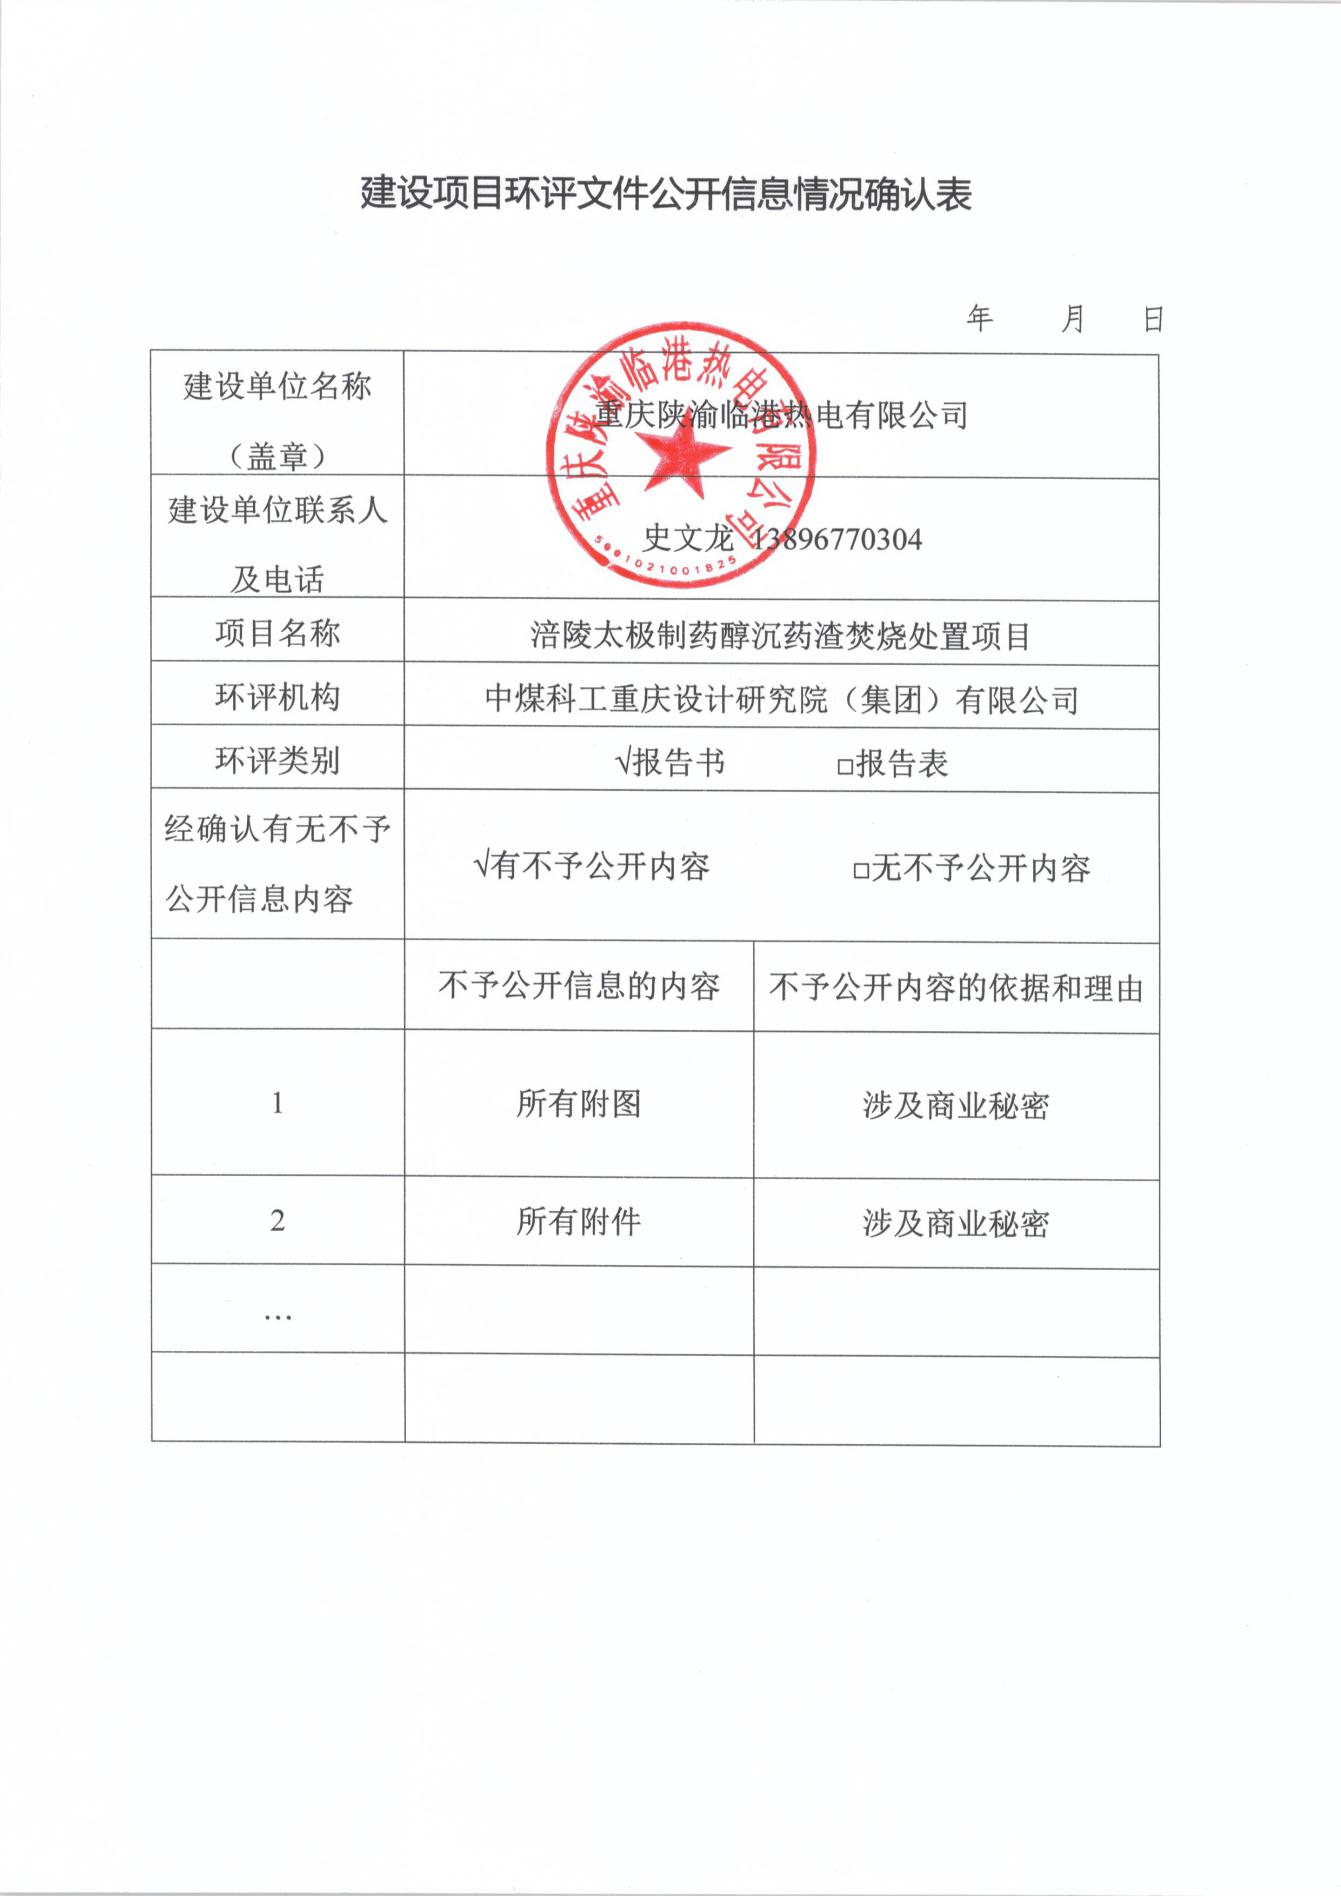 建设项目环评文件公开信息情况确认表
年 月 日
建设单位名称
（盖章）
重庆陕渝临港热电有限公司
重庆陕渝临港热电有限公司
5001021001825
建设单位联系人
及电话
史文龙 13896770304
项目名称
涪陵太极制药醇沉药渣焚烧处置项目
环评机构
中煤科工重庆设计研究院（集团）有限公司
环评类别
√报告书 □报告表
经确认有无不予
公开信息内容
√有不予公开内容 □无不予公开内容
不予公开信息的内容 不予公开内容的依据和理由
1 所有附图 涉及商业秘密
2 所有附件 涉及商业秘密
…